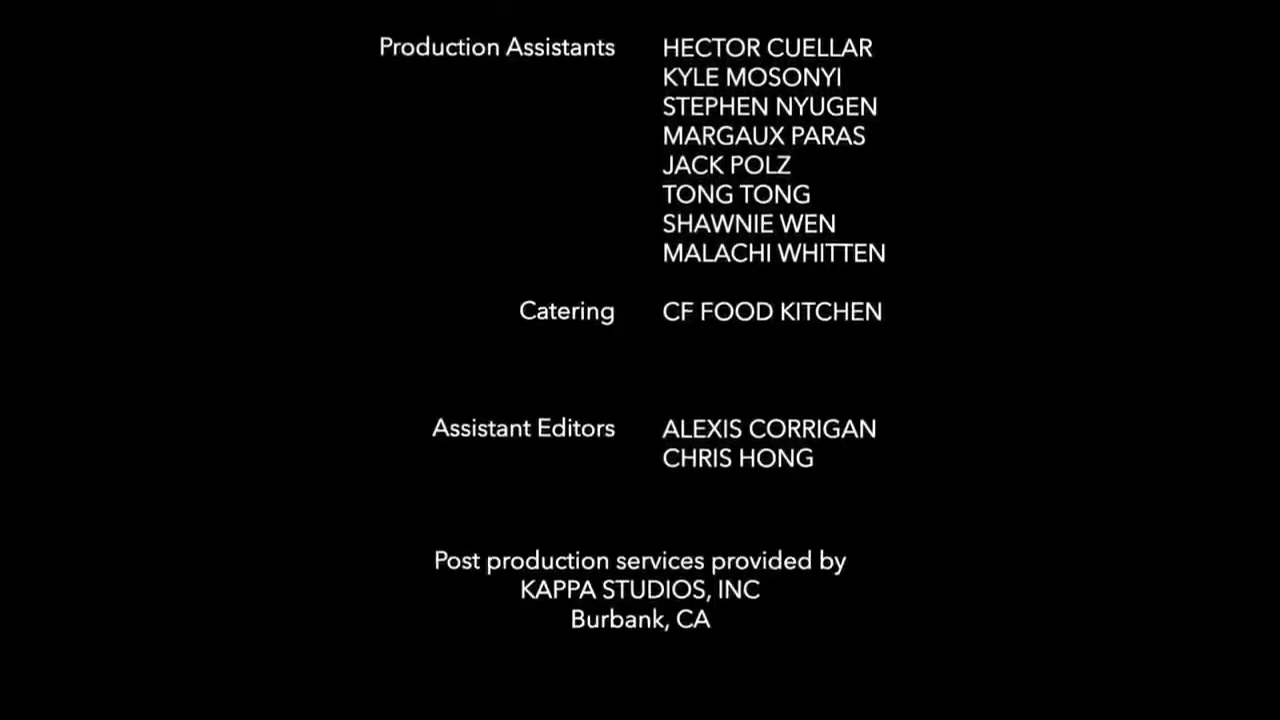 Production Assistants HECTOR CUELLAR
KYLE MOSONYI
STEPHEN NYUGEN
MARGAUX PARAS
JACK POLZ
TONG TONG
SHAWNIE WEN
MALACHI WHITTEN
Catering CF FOOD KITCHEN
Assistant Editors ALEXIS CORRIGAN
CHRIS HONG
Post production services provided by
KAPPA STUDIOS, INC
Burbank, CA